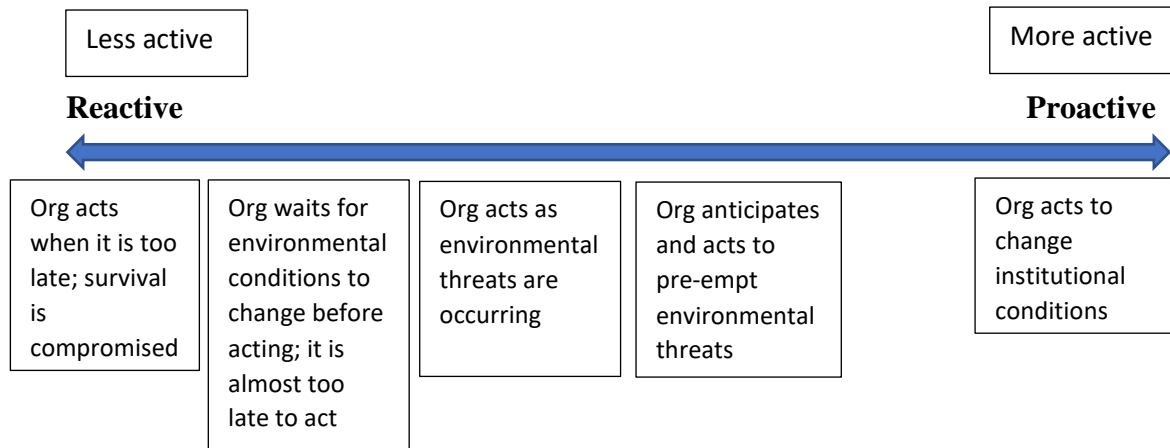 Less active
More active
Reactive
Proactive
Org acts
when it is too
late; survival
is
compromised
Org waits for
environmental
conditions to
change before
acting; it is
almost too
late to act
Org acts as
environmental
threats are
occurring
Org anticipates
and acts to
pre-empt
environmental
threats
Org acts to
change
institutional
conditions